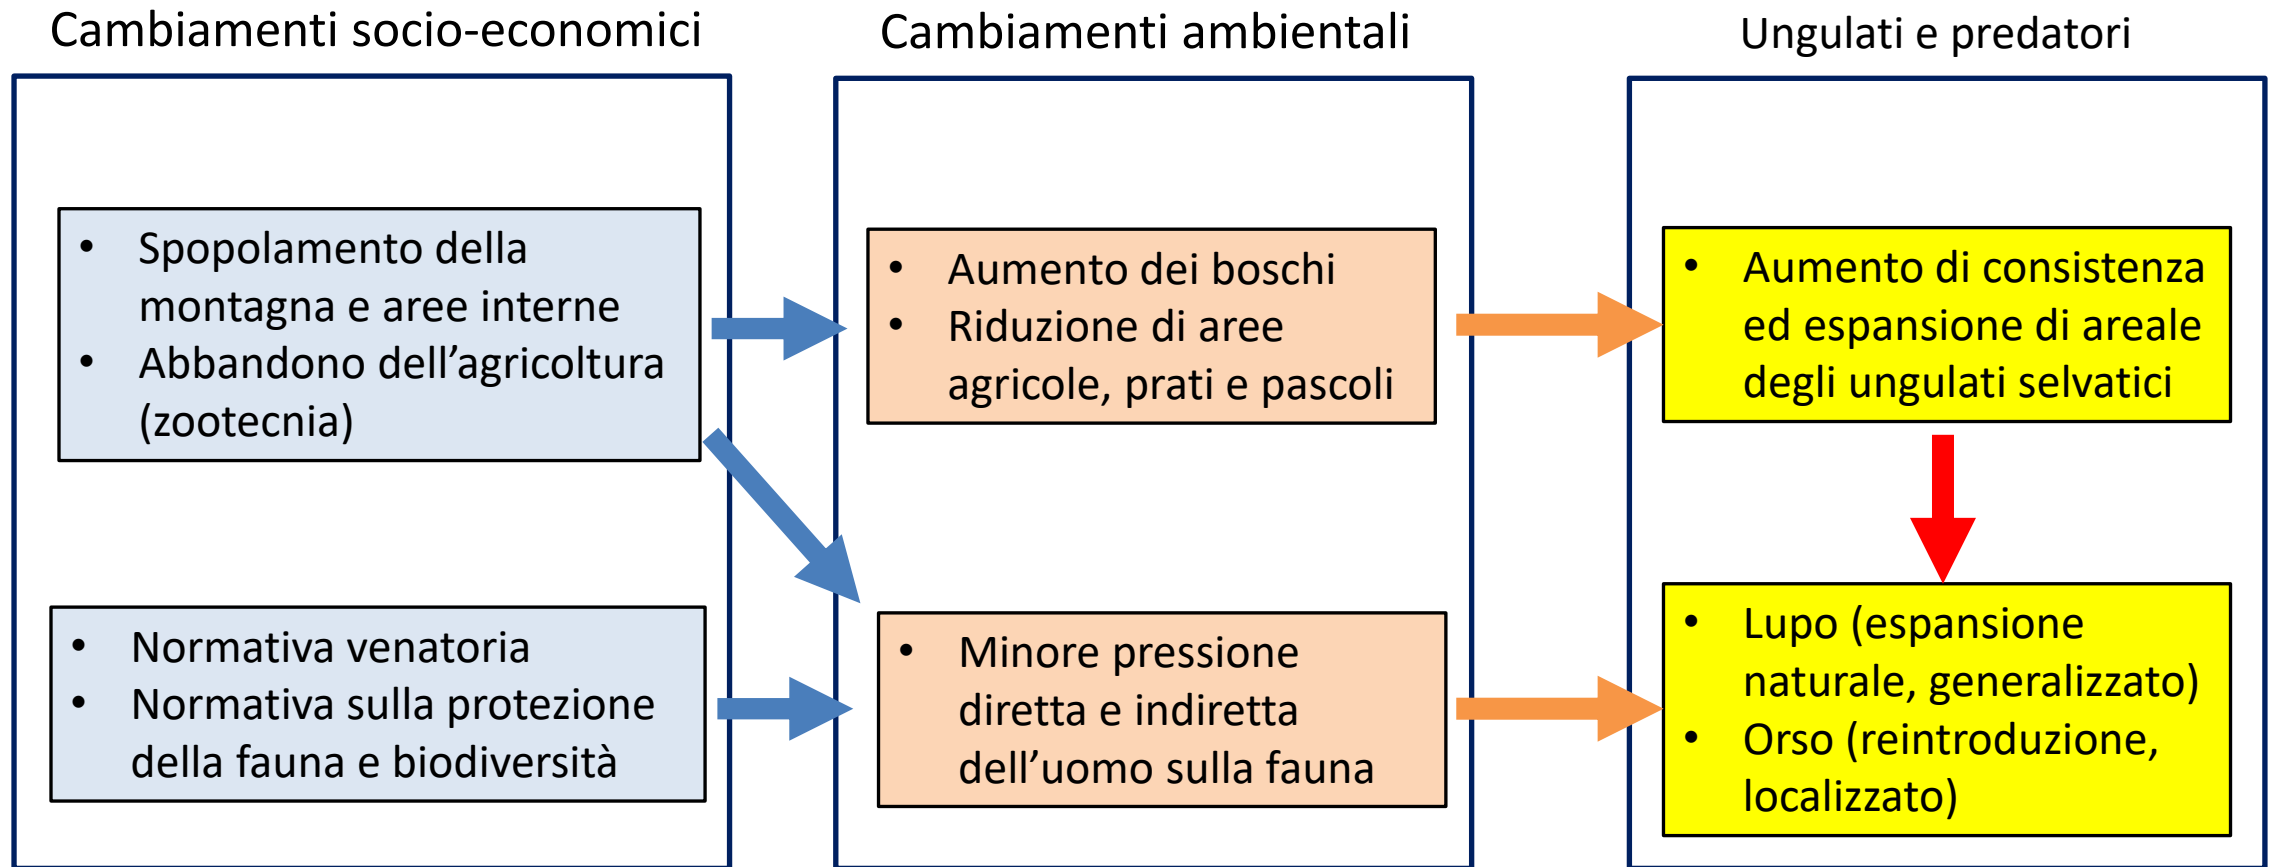 Cambiamenti socio-economici
• Spopolamento della
montagna e aree interne
• Abbandono dell’agricoltura
(zootecnia)
• Normativa venatoria
• Normativa sulla protezione
della fauna e biodiversità
Cambiamenti ambientali
• Aumento dei boschi
• Riduzione di aree
agricole, prati e pascoli
• Minore pressione
diretta e indiretta
dell’uomo sulla fauna
Ungulati e predatori
• Aumento di consistenza
ed espansione di areale
degli ungulati selvatici
• Lupo (espansione
naturale, generalizzato)
• Orso (reintroduzione,
localizzato)